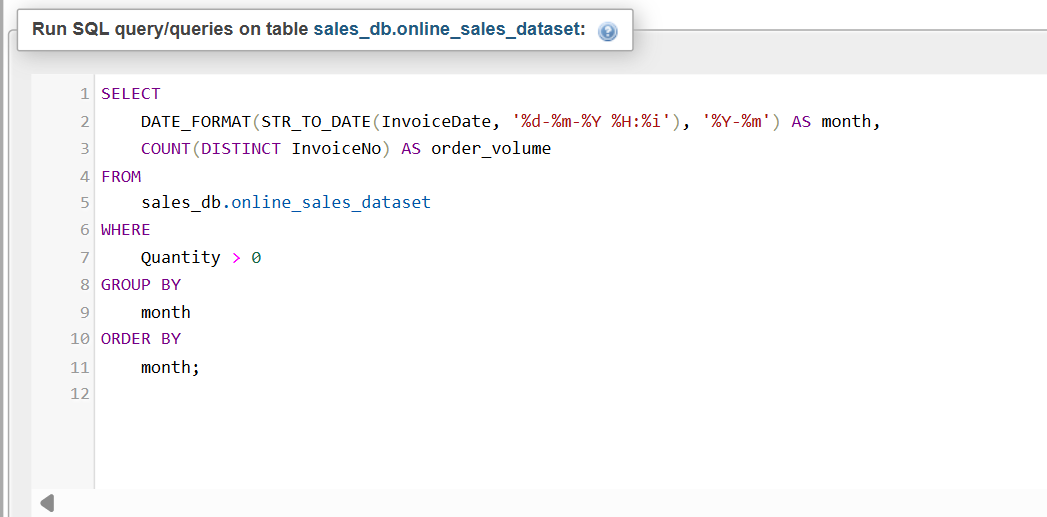 Run SQL query/queries on table sales_db.online_sales_dataset:
1 SELECT
2 DATE_FORMAT(STR_TO_DATE(InvoiceDate, '%d-%m-%Y %H:%i'), '%Y-%m') AS month,
3 COUNT(DISTINCT InvoiceNo) AS order_volume
4 FROM
5 sales_db.online_sales_dataset
6 WHERE
7 Quantity > 0
8 GROUP BY
9 month
10 ORDER BY
11 month;
12